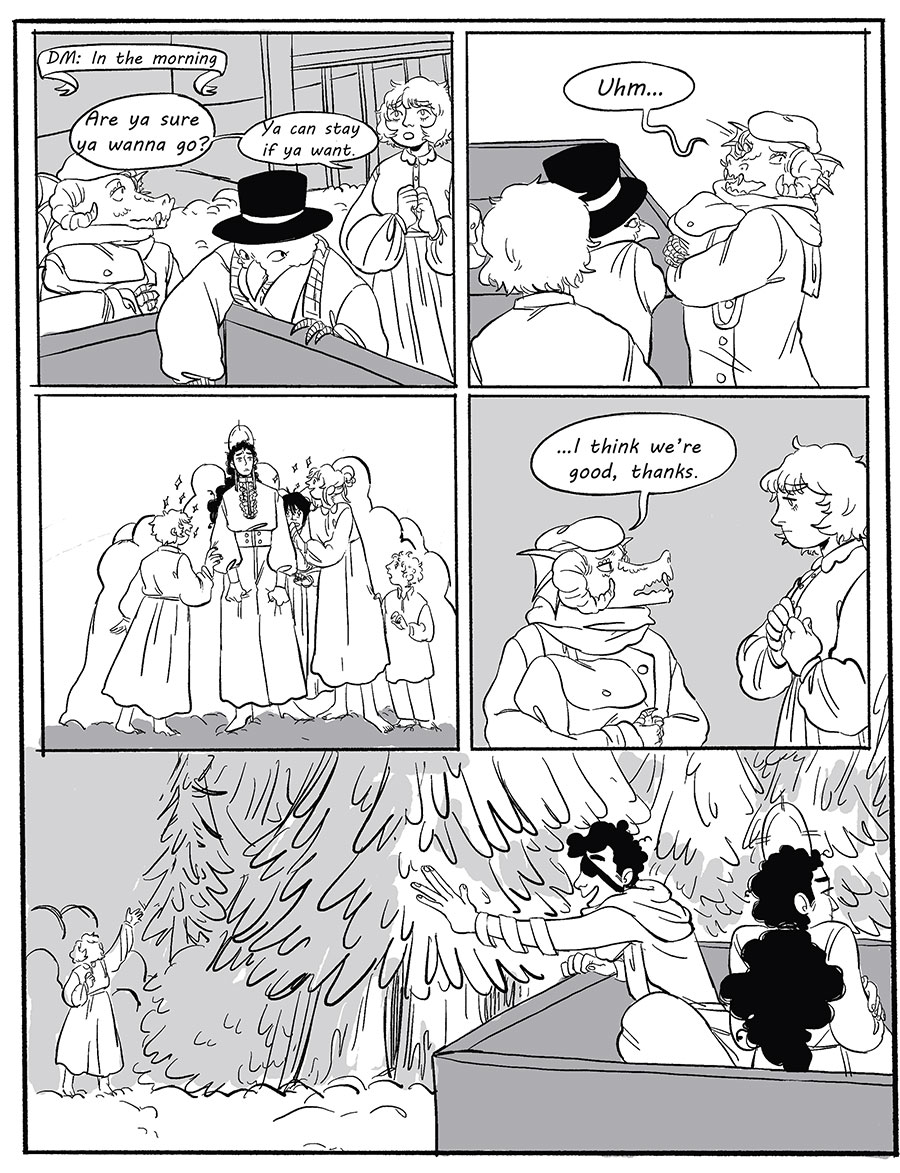 DM: In the morning
Are ya sure
ya wanna go?
Ya can stay
if ya want.
Uhm...
...I think we're
good, thanks.